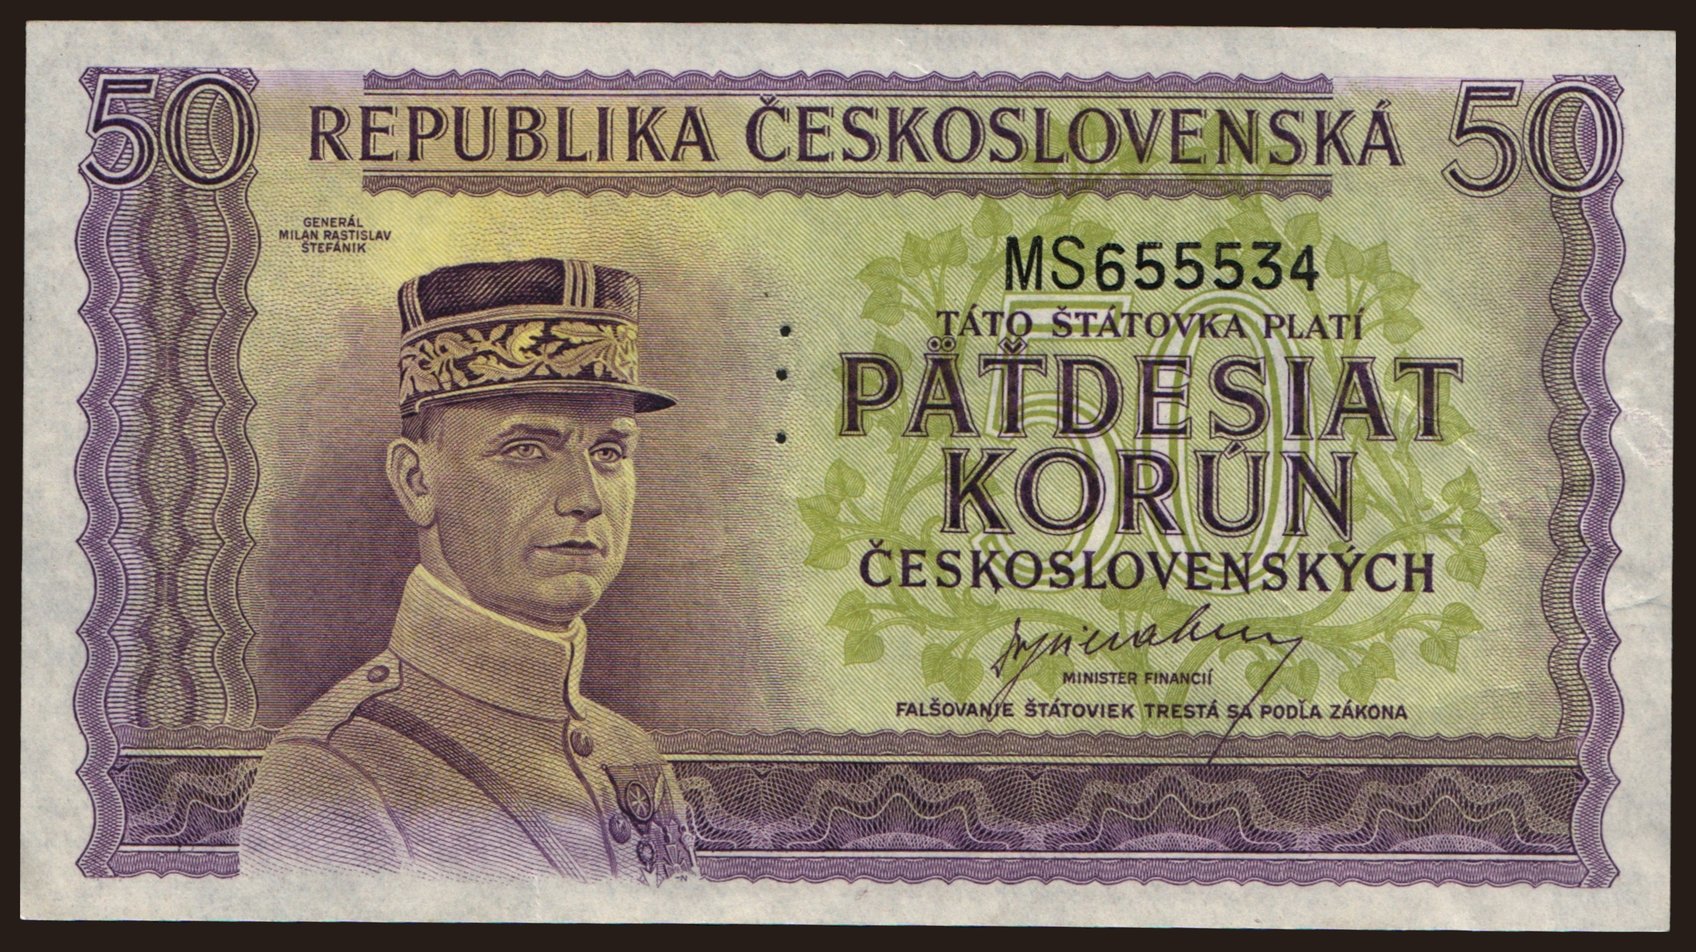 50 REPUBLIKA ČESKOSLOVENSKÁ 50
GENERÁL
MILAN RASTISLAV
ŠTEFÁNIK
MS655534
TÁTO ŠTÁTOVKA PLATÍ
PÄŤDESIAT
KORÚN
ČESKOSLOVENSKÝCH
50
MINISTER FINANCIÍ
FALŠOVANIE ŠTÁTOVIEK TRESTÁ SA PODĽA ZÁKONA